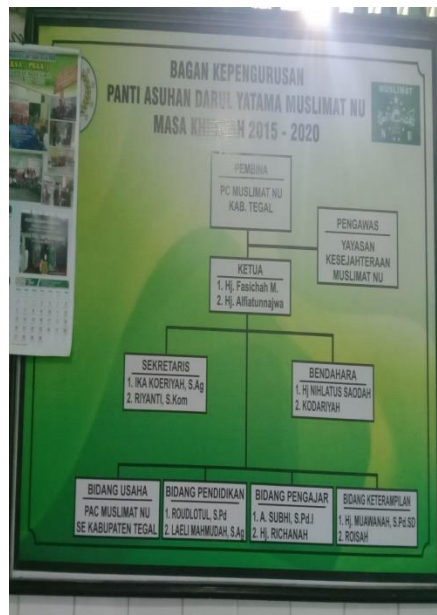 BAGAN KEPENGURUSAN
PANTI ASUHAN DARUL YATAMA MUSLIMAT NU
MASA KHIDMAH 2015 - 2020
MUSLIMAT
PEMBINA
PC MUSLIMAT NU
KAB. TEGAL
PENGAWAS
YAYASAN
KESEJAHTERAAN
MUSLIMAT NU
KETUA
1. Hj. Fasichah M.
2. Hj. Alfiatunnajwa
SEKRETARIS
1. IKA KOERIYAH, S.Ag
2. RIYANTI, S.Kom
BENDAHARA
1. Hj NIHLATUS SAODAH
2. KODARIYAH
BIDANG USAHA
PAC MUSLIMAT NU
SE KABUPATEN TEGAL
BIDANG PENDIDIKAN
1. ROUDLOTUL, S.Pd
2. LAELI MAHMUDAH, S.Ag
BIDANG PENGAJAR
1. A. SUBHI, S.Pd.I
2. Hj. RICHANAH
BIDANG KETERAMPILAN
1. Hj. MUAWANAH, S.Pd.SD
2. ROISAH